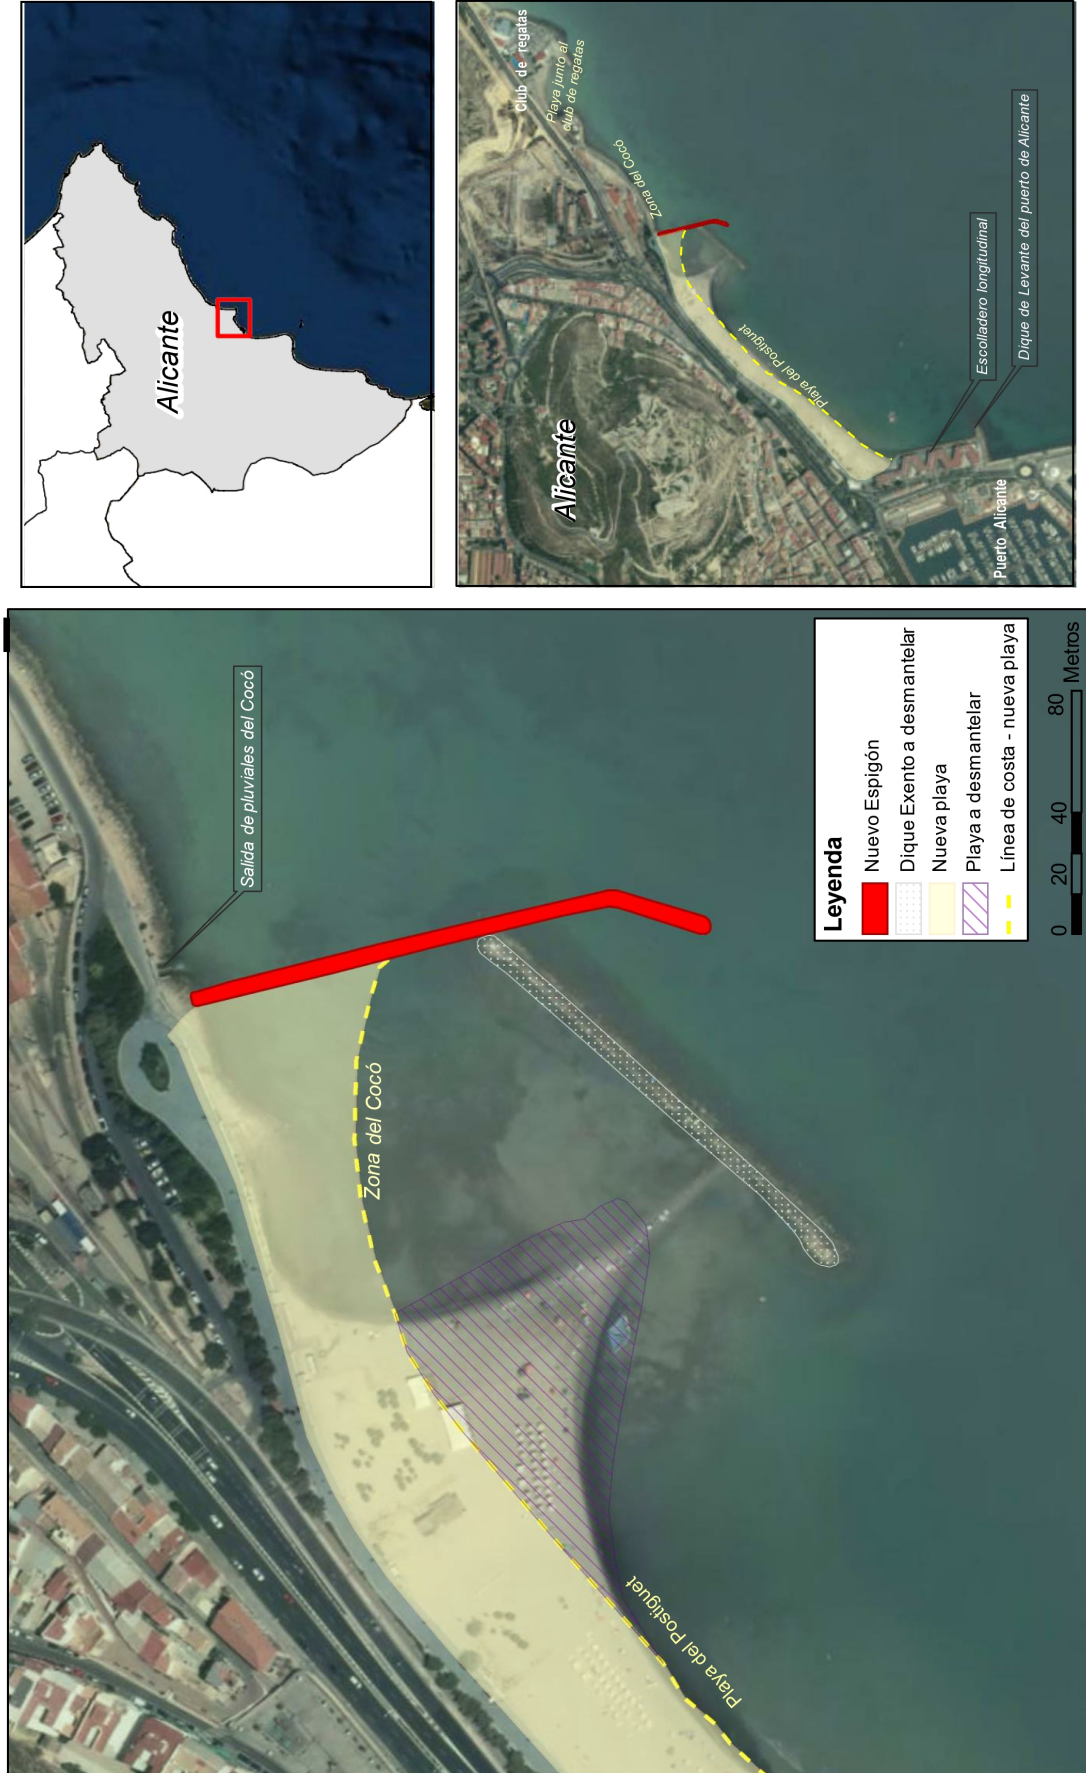 Alicante
Club de regatas
Playa junto al
club de regatas
Zona del Cocó
Playa del Postiguet
Alicante
Escolladero longitudinal
Dique de Levante del puerto de Alicante
Puerto Alicante
Salida de pluviales del Cocó
Zona del Cocó
Playa del Postiguet
Leyenda
Nuevo Espigón
Dique Exento a desmantelar
Nueva playa
Playa a desmantelar
Línea de costa - nueva playa
0 20 40 80
Metros